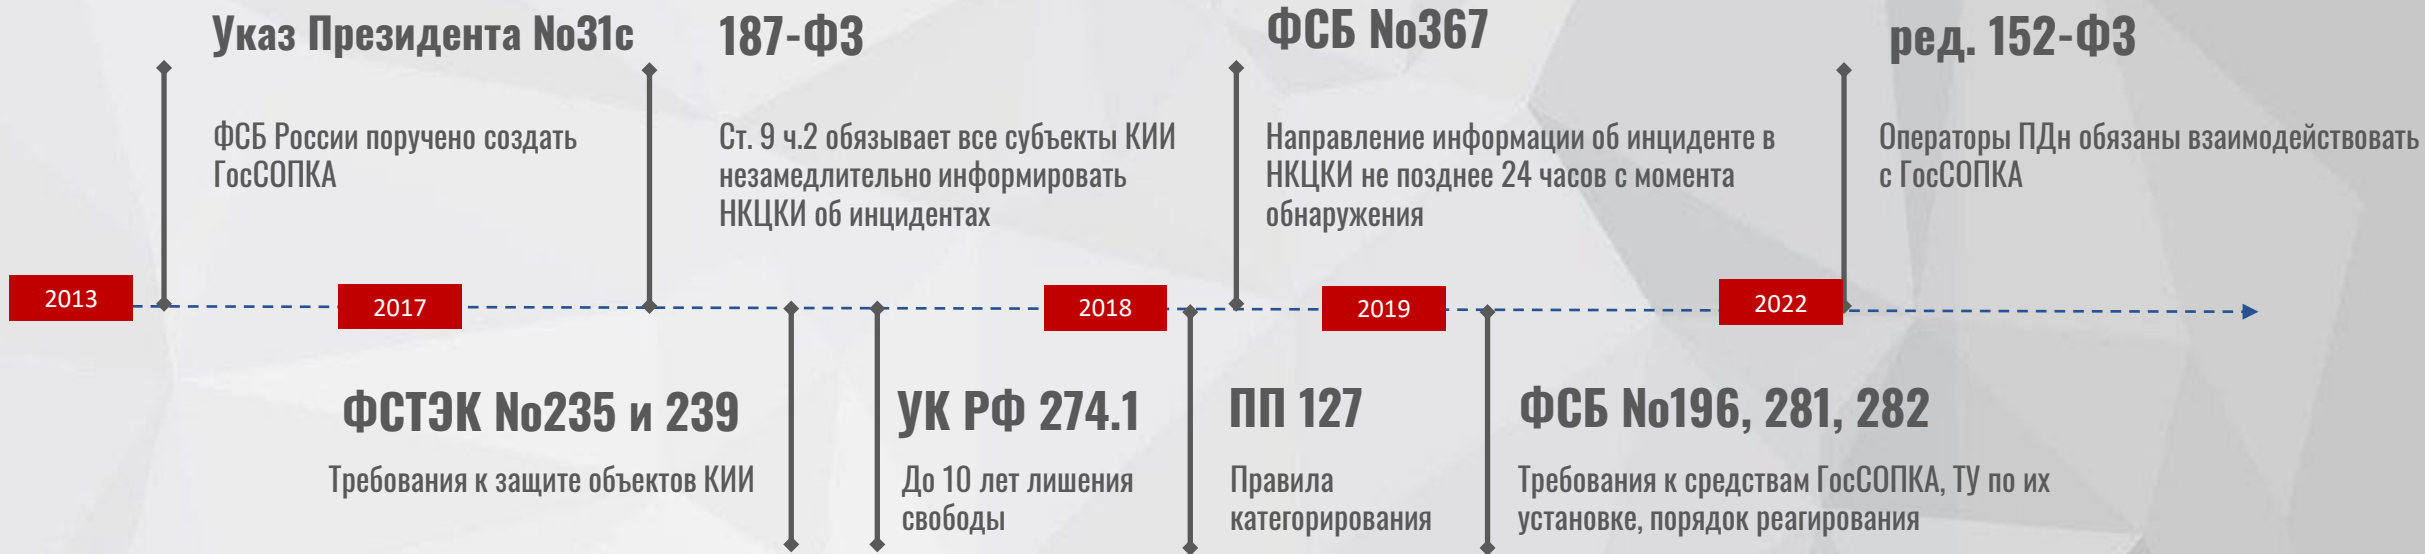 Указ Президента No31с
ФСБ России поручено создать
ГосСОПКА
187-ФЗ
Ст. 9 ч.2 обязывает все субъекты КИИ
незамедлительно информировать
НКЦКИ об инцидентах
ФСБ No367
Направление информации об инциденте в
НКЦКИ не позднее 24 часов с момента
обнаружения
ред. 152-ФЗ
Операторы ПДн обязаны взаимодействовать
с ГосСОПКА
2013
2017
2018
2019
2022
ФСТЭК No235 и 239
Требования к защите объектов КИИ
УК РФ 274.1
До 10 лет лишения
свободы
ПП 127
Правила
категорирования
ФСБ No196, 281, 282
Требования к средствам ГосСОПКА, ТУ по их
установке, порядок реагирования